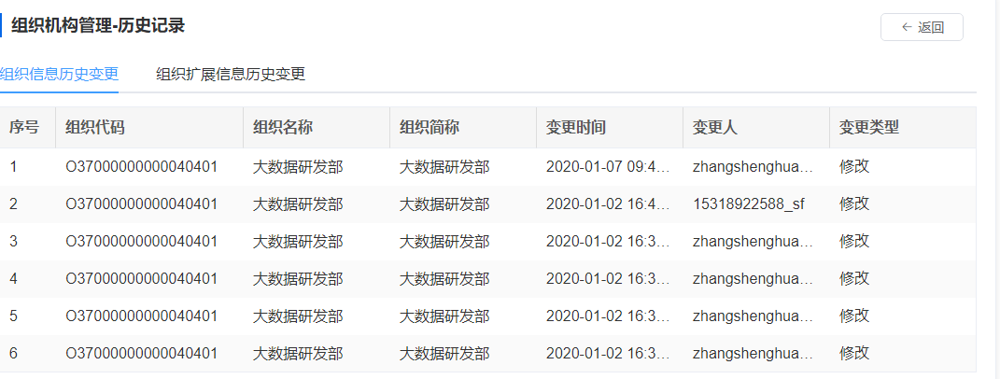 组织机构管理-历史记录
← 返回
组织信息历史变更 组织扩展信息历史变更
序号 组织代码 组织名称 组织简称 变更时间 变更人 变更类型
1 O37000000000040401 大数据研发部 大数据研发部 2020-01-07 09:4... zhangshenghua... 修改
2 O37000000000040401 大数据研发部 大数据研发部 2020-01-02 16:4... 15318922588_sf 修改
3 O37000000000040401 大数据研发部 大数据研发部 2020-01-02 16:3... zhangshenghua... 修改
4 O37000000000040401 大数据研发部 大数据研发部 2020-01-02 16:3... zhangshenghua... 修改
5 O37000000000040401 大数据研发部 大数据研发部 2020-01-02 16:3... zhangshenghua... 修改
6 O37000000000040401 大数据研发部 大数据研发部 2020-01-02 16:3... zhangshenghua... 修改